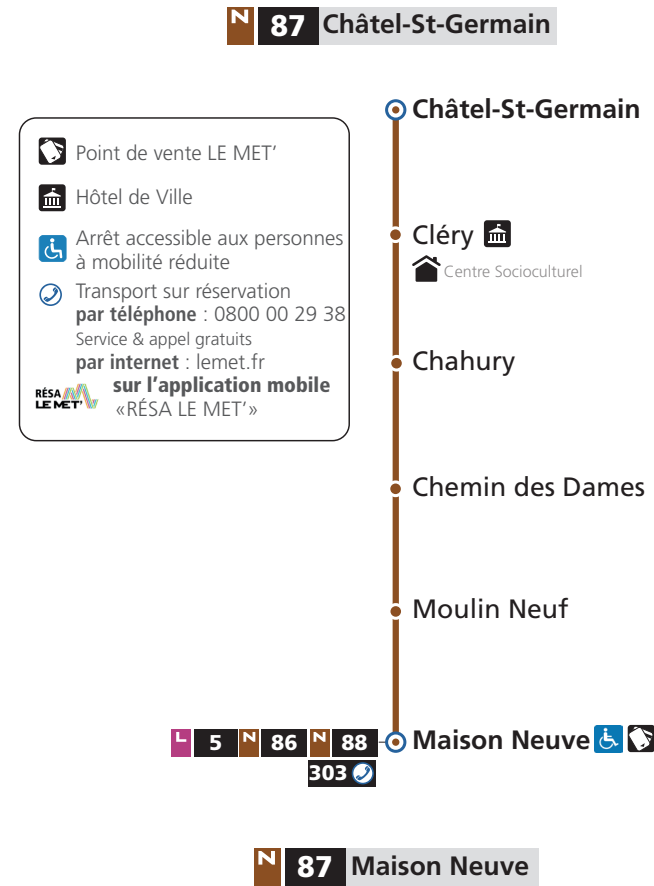 N 87 Châtel-St-Germain
Point de vente LE MET’
Hôtel de Ville
Arrêt accessible aux personnes
à mobilité réduite
Transport sur réservation
par téléphone : 0800 00 29 38
Service & appel gratuits
par internet : lemet.fr
RÉSA
LE MET’
sur l’application mobile
«RÉSA LE MET’»
Châtel-St-Germain
Cléry
Centre Socioculturel
Chahury
Chemin des Dames
Moulin Neuf
L 5 N 86 N 88 Maison Neuve
303
N 87 Maison Neuve